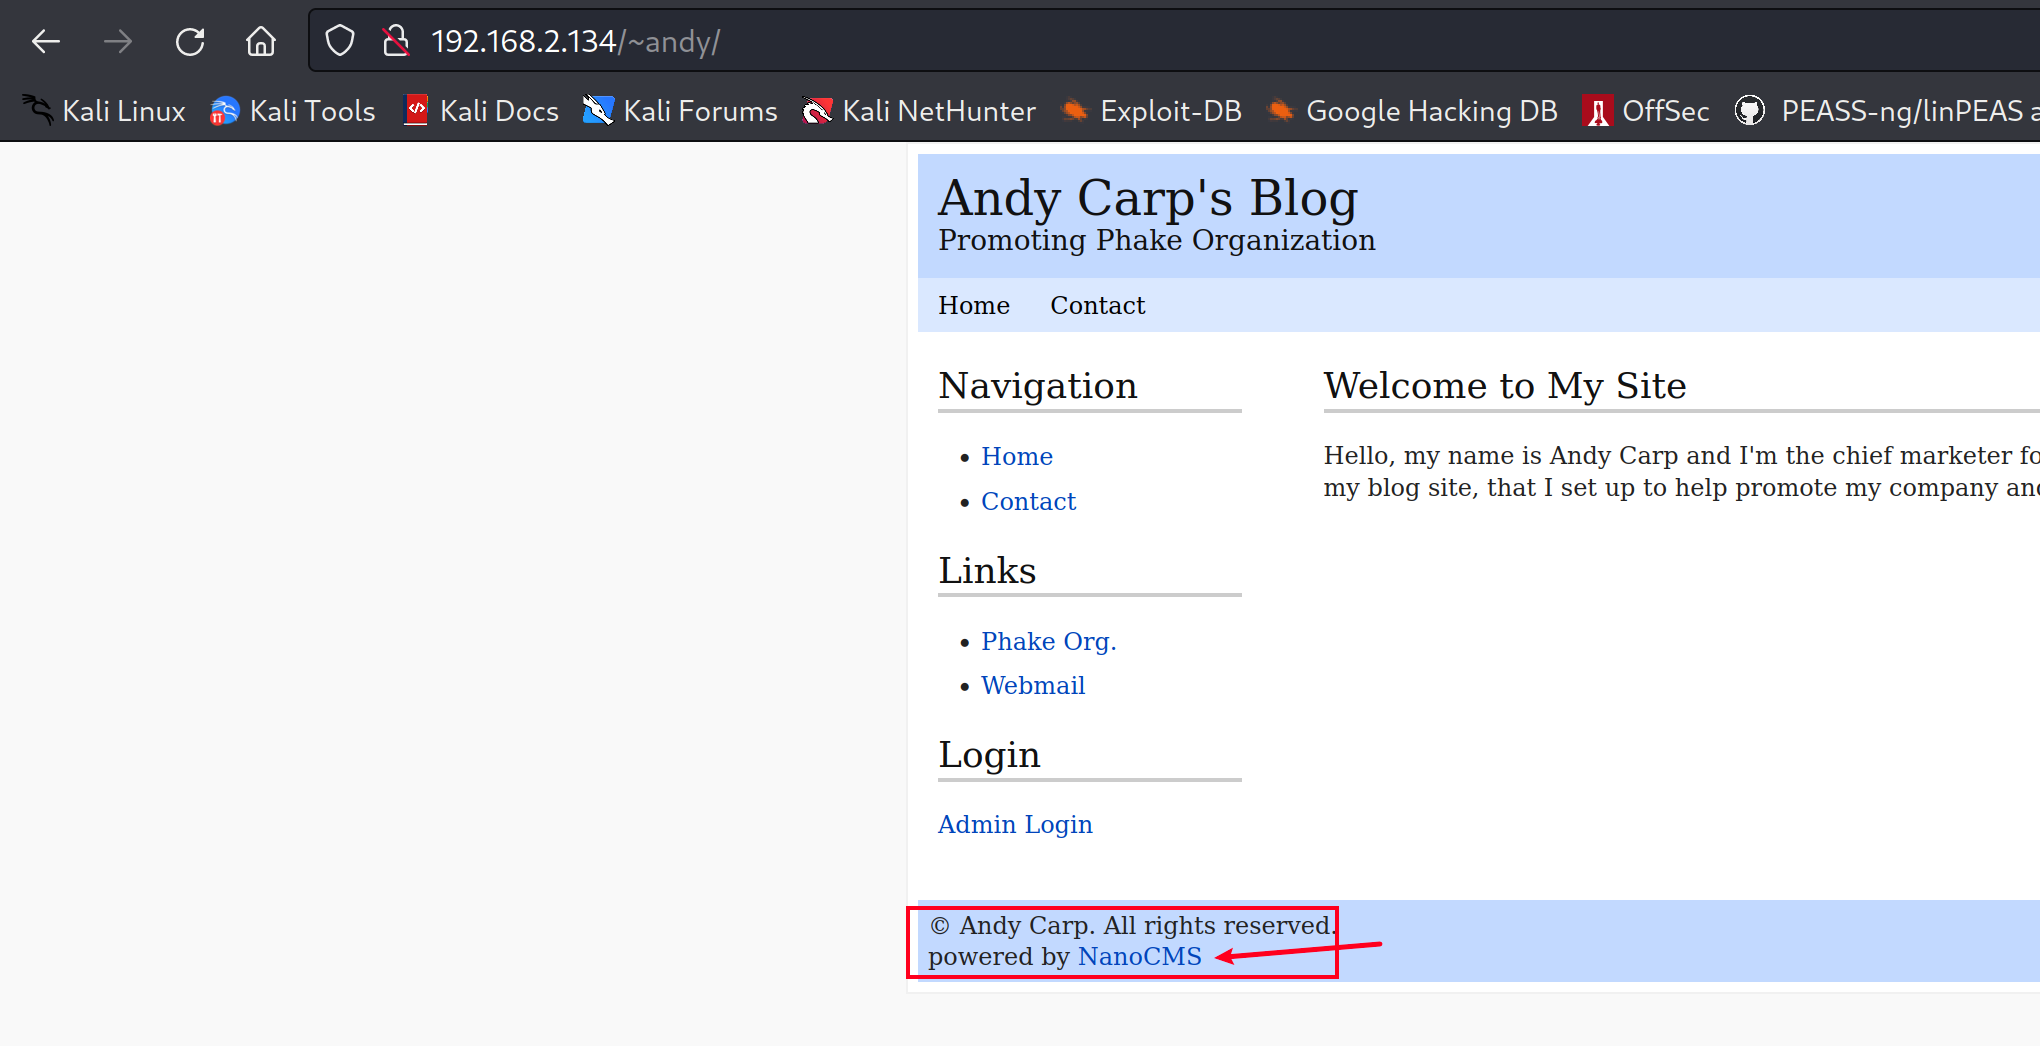 192.168.2.134/~andy/
Kali Linux Kali Tools Kali Docs Kali Forums Kali NetHunter Exploit-DB Google Hacking DB OffSec PEASS-ng/linPEAS a
Andy Carp's Blog
Promoting Phake Organization
Home Contact
Navigation
Home
Contact
Links
Phake Org.
Webmail
Login
Admin Login
Welcome to My Site
Hello, my name is Andy Carp and I'm the chief marketer fo
my blog site, that I set up to help promote my company and
© Andy Carp. All rights reserved.
powered by NanoCMS